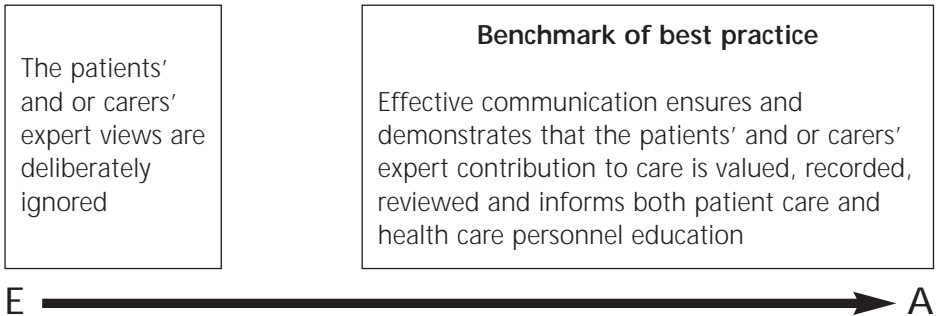 The patients'
and or carers'
expert views are
deliberately
ignored
Benchmark of best practice
Effective communication ensures and
demonstrates that the patients' and or carers'
expert contribution to care is valued, recorded,
reviewed and informs both patient care and
health care personnel education
E A